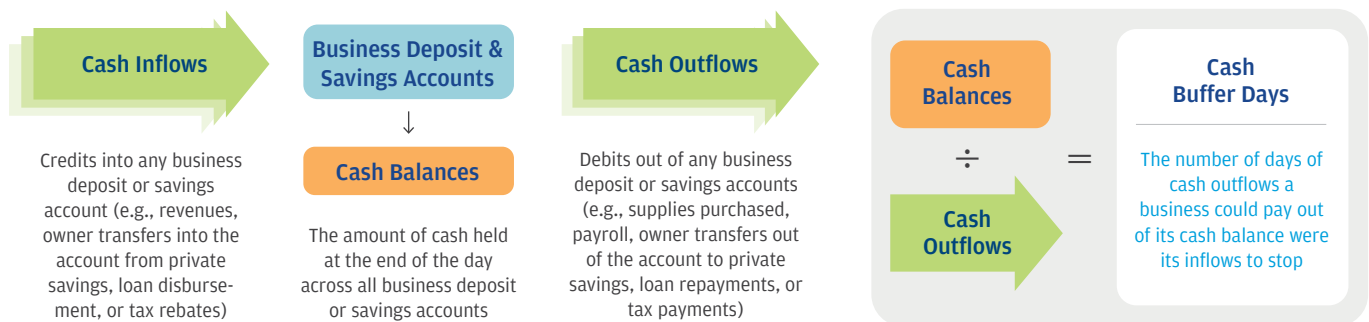 Cash Inflows
Credits into any business
deposit or savings
account (e.g., revenues,
owner transfers into the
account from private
savings, loan disburse-
ment, or tax rebates)
Business Deposit &
Savings Accounts
↓
Cash Balances
The amount of cash held
at the end of the day
across all business deposit
or savings accounts
Cash Outflows
Debits out of any business
deposit or savings accounts
(e.g., supplies purchased,
payroll, owner transfers out
of the account to private
savings, loan repayments, or
tax payments)
Cash
Balances
÷
Cash
Outflows
=
Cash
Buffer Days
The number of days of
cash outflows a
business could pay out
of its cash balance were
its inflows to stop